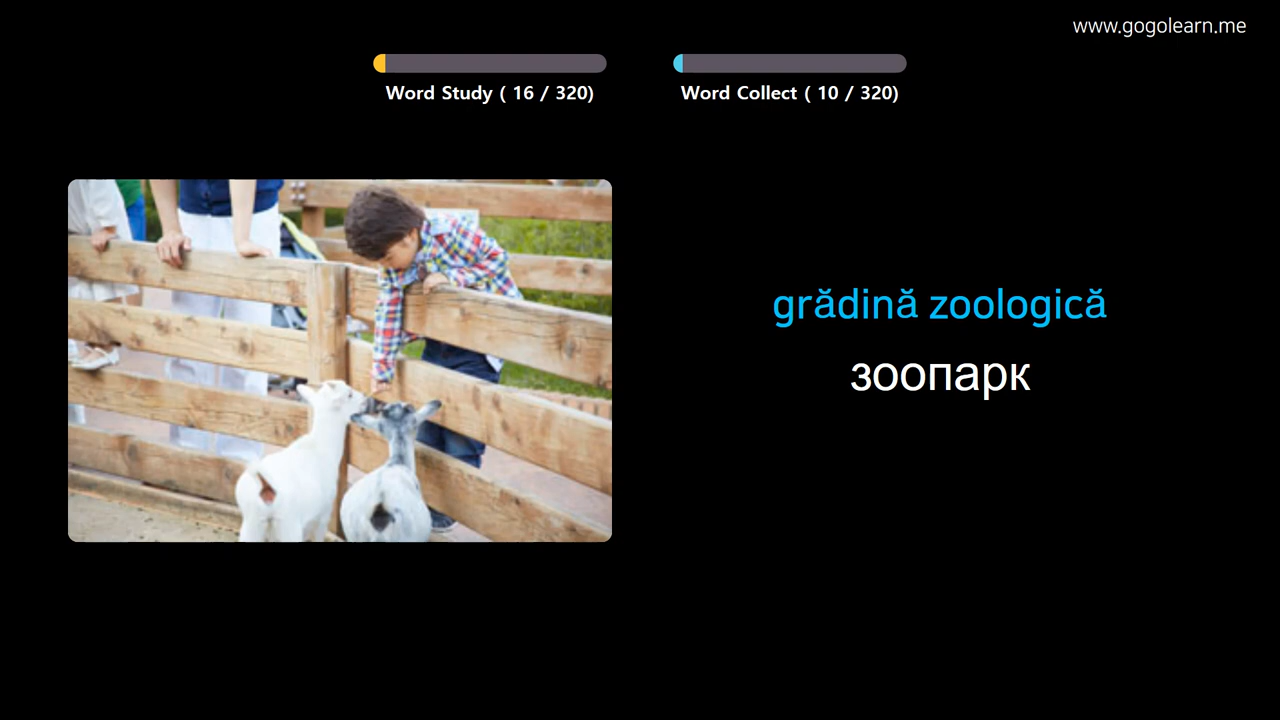 www.gogolearn.me
Word Study ( 16 / 320)
Word Collect ( 10 / 320)
grădină zoologică
зоопарк